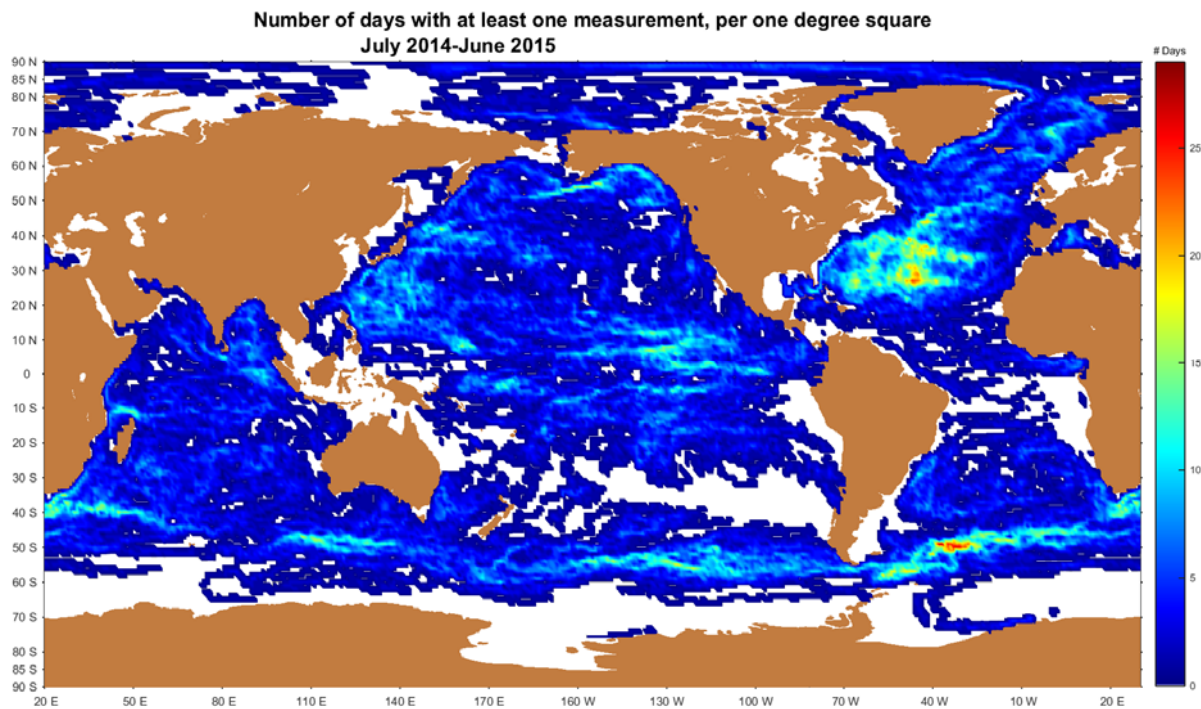 Number of days with at least one measurement, per one degree square
July 2014-June 2015
# Days
90 N
85
80 N
70 N
60 N
50 N
40 N
30 N
20 N
10 N
0
10 S
20 S
30 S
40 S
50 S
60 S
70 S
80 S
85 S
90 S
25
20
15
10
5
0
20 E 50 E 80 E 110 E 140 E 170 E 160 W 130 W 100 W 70 W 40 W 10 W 20 E